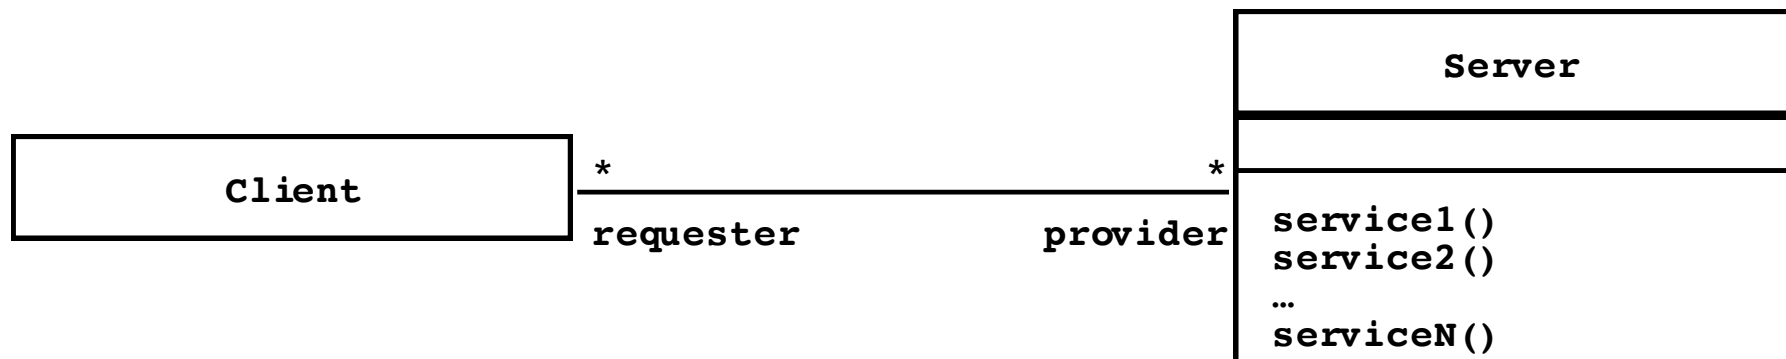 Server
Client
*
*
requester
provider
service1()
service2()
…
serviceN()